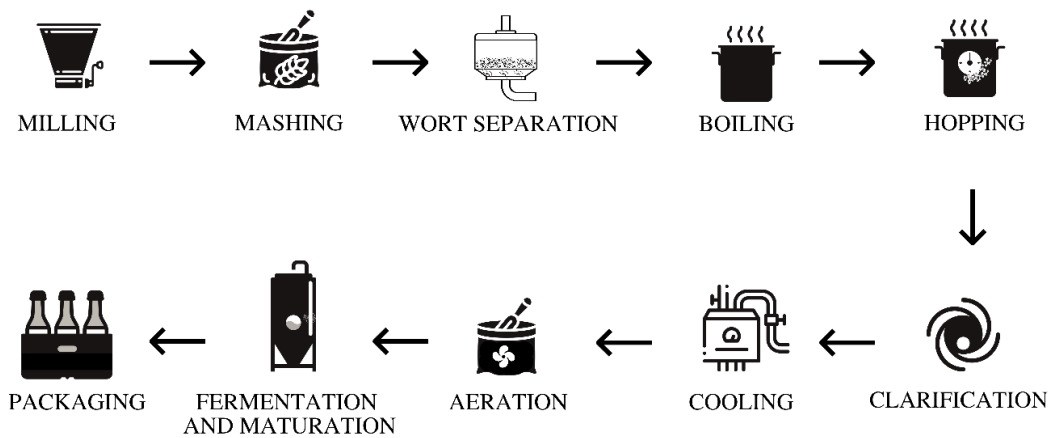 MILLING
MASHING
WORT SEPARATION
BOILING
HOPPING
CLARIFICATION
COOLING
AERATION
FERMENTATION
AND MATURATION
PACKAGING